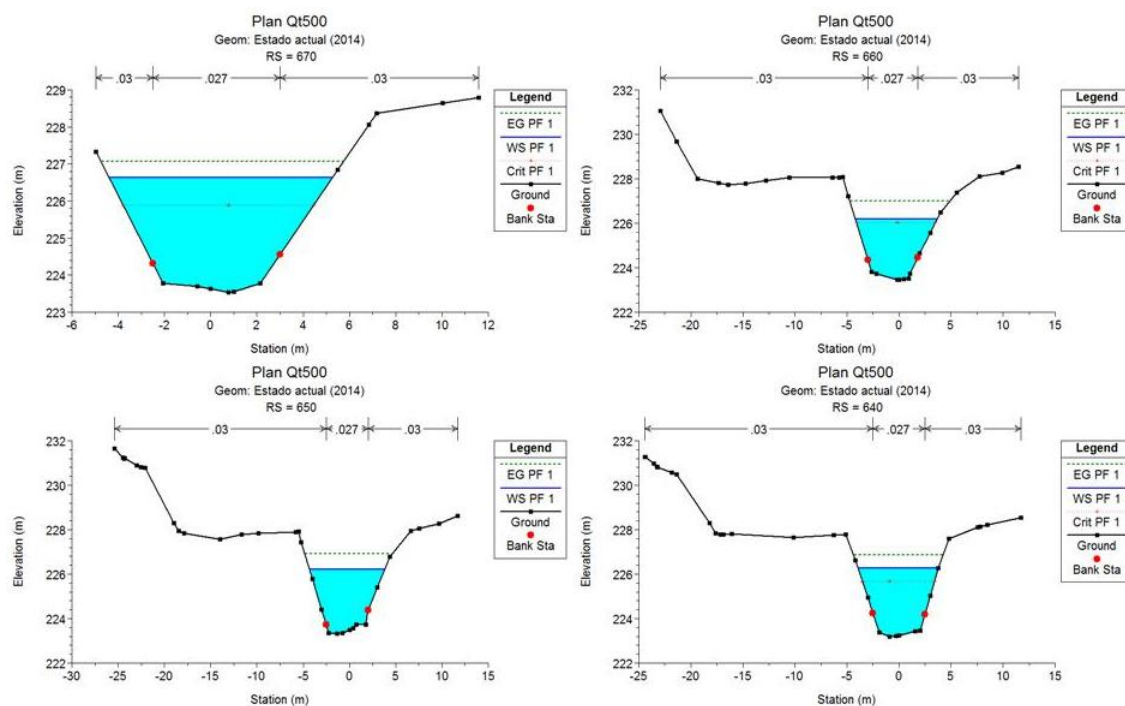 Plan Qt500
Geom: Estado actual (2014)
RS = 670
.03 .027 .03
229
228
227
226
225
224
223
Elevation (m)
-6 -4 -2 0 2 4 6 8 10 12
Station (m)
Legend
EG PF 1
WS PF 1
Crit PF 1
Ground
Bank Sta
Plan Qt500
Geom: Estado actual (2014)
RS = 660
.03 .027 .03
232
230
228
226
224
222
Elevation (m)
-25 -20 -15 -10 -5 0 5 10 15
Station (m)
Legend
EG PF 1
WS PF 1
Crit PF 1
Ground
Bank Sta
Plan Qt500
Geom: Estado actual (2014)
RS = 650
.03 .027 .03
232
230
228
226
224
222
Elevation (m)
-30 -25 -20 -15 -10 -5 0 5 10 15
Station (m)
Legend
EG PF 1
WS PF 1
Ground
Bank Sta
Plan Qt500
Geom: Estado actual (2014)
RS = 640
.03 .027 .03
232
230
228
226
224
222
Elevation (m)
-25 -20 -15 -10 -5 0 5 10 15
Station (m)
Legend
EG PF 1
WS PF 1
Crit PF 1
Ground
Bank Sta